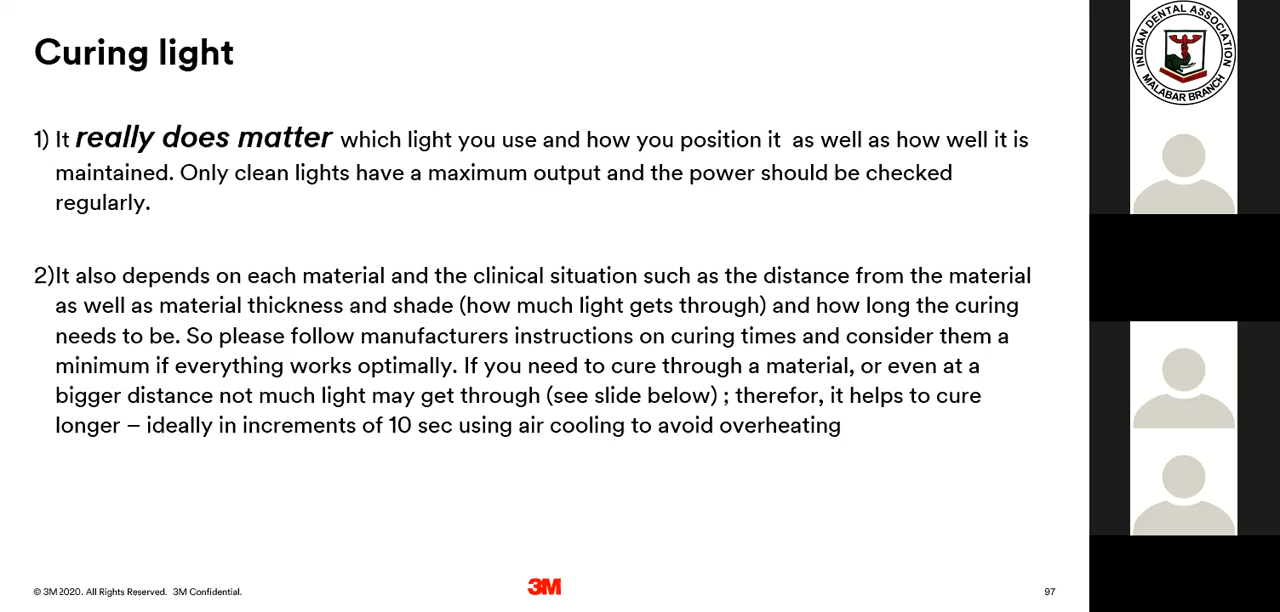 Curing light
1) It really does matter which light you use and how you position it as well as how well it is
maintained. Only clean lights have a maximum output and the power should be checked
regularly.
2)It also depends on each material and the clinical situation such as the distance from the material
as well as material thickness and shade (how much light gets through) and how long the curing
needs to be. So please follow manufacturers instructions on curing times and consider them a
minimum if everything works optimally. If you need to cure through a material, or even at a
bigger distance not much light may get through (see slide below) ; therefor, it helps to cure
longer – ideally in increments of 10 sec using air cooling to avoid overheating
© 3M 2020. All Rights Reserved. 3M Confidential.
3M
97
INDIAN DENTAL ASSOCIATION
MALABAR BRANCH